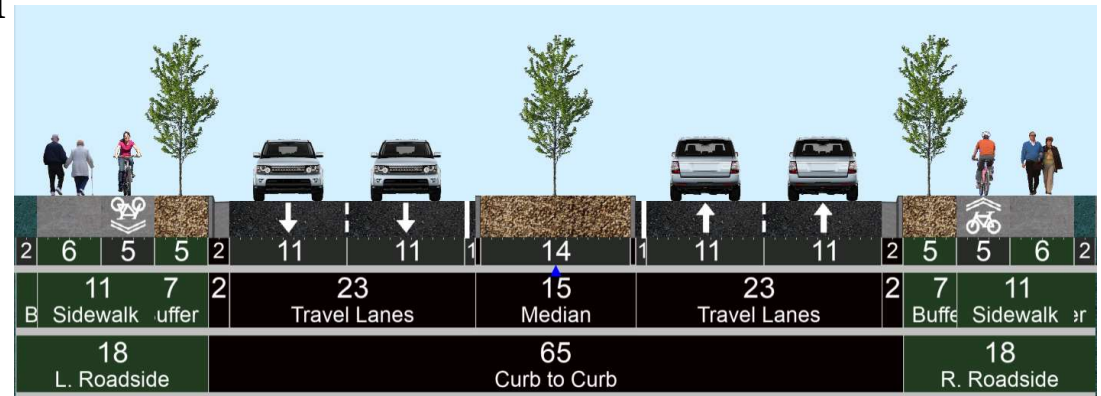 2 6 5 5 2 11 11 1 14 1 11 11 2 5 5 6 2
11 7 2 23 15 23 2 7 11
B Sidewalk uffer Travel Lanes Median Travel Lanes Buffe Sidewalk er
18 65 18
L. Roadside Curb to Curb R. Roadside